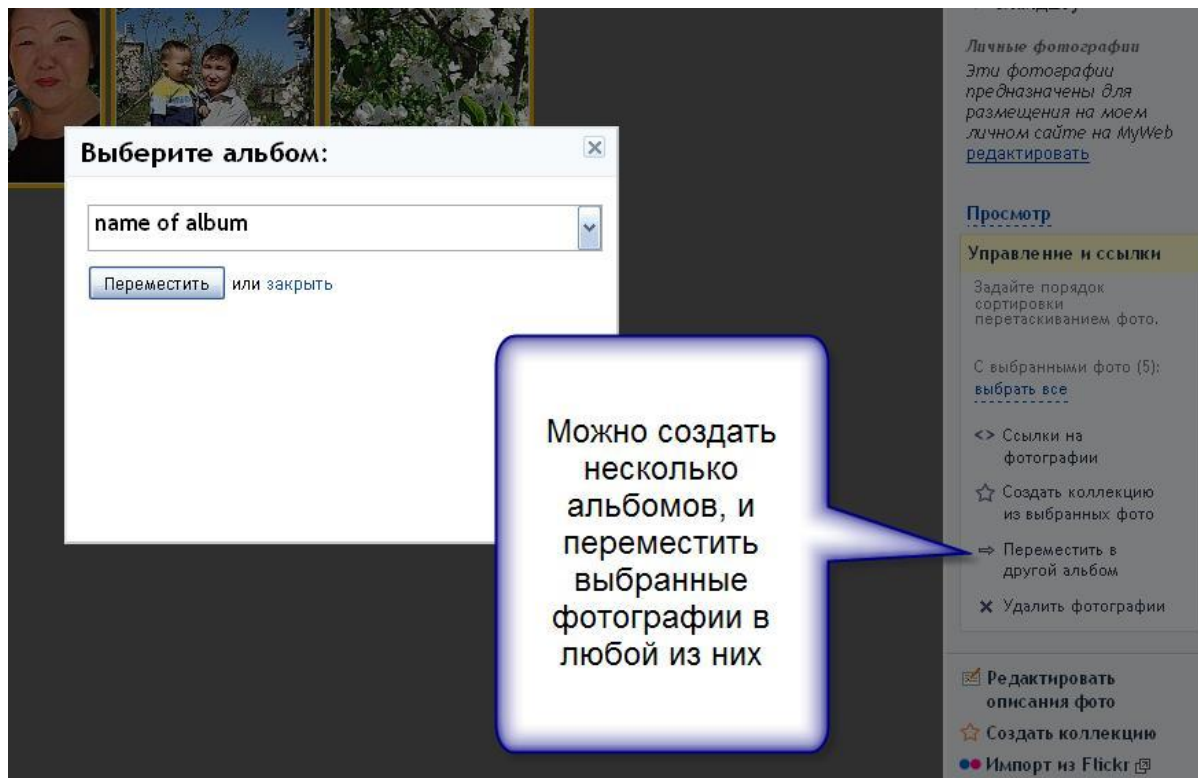 Личные фотографии
Эти фотографии
предназначены для
размещения на моем
личном сайте на MyWeb
редактировать
Просмотр
Управление и ссылки
Задайте порядок
сортировки
перетаскиванием фото.
С выбранными фото (5):
выбрать все
<> Ссылки на
фотографии
Создать коллекцию
из выбранных фото
⇨ Переместить в
другой альбом
Удалить фотографии
Редактировать
описания фото
Создать коллекцию
Импорт из Flickr
Выберите альбом:
name of album
Переместить или закрыть
Можно создать
несколько
альбомов, и
переместить
выбранные
фотографии в
любой из них